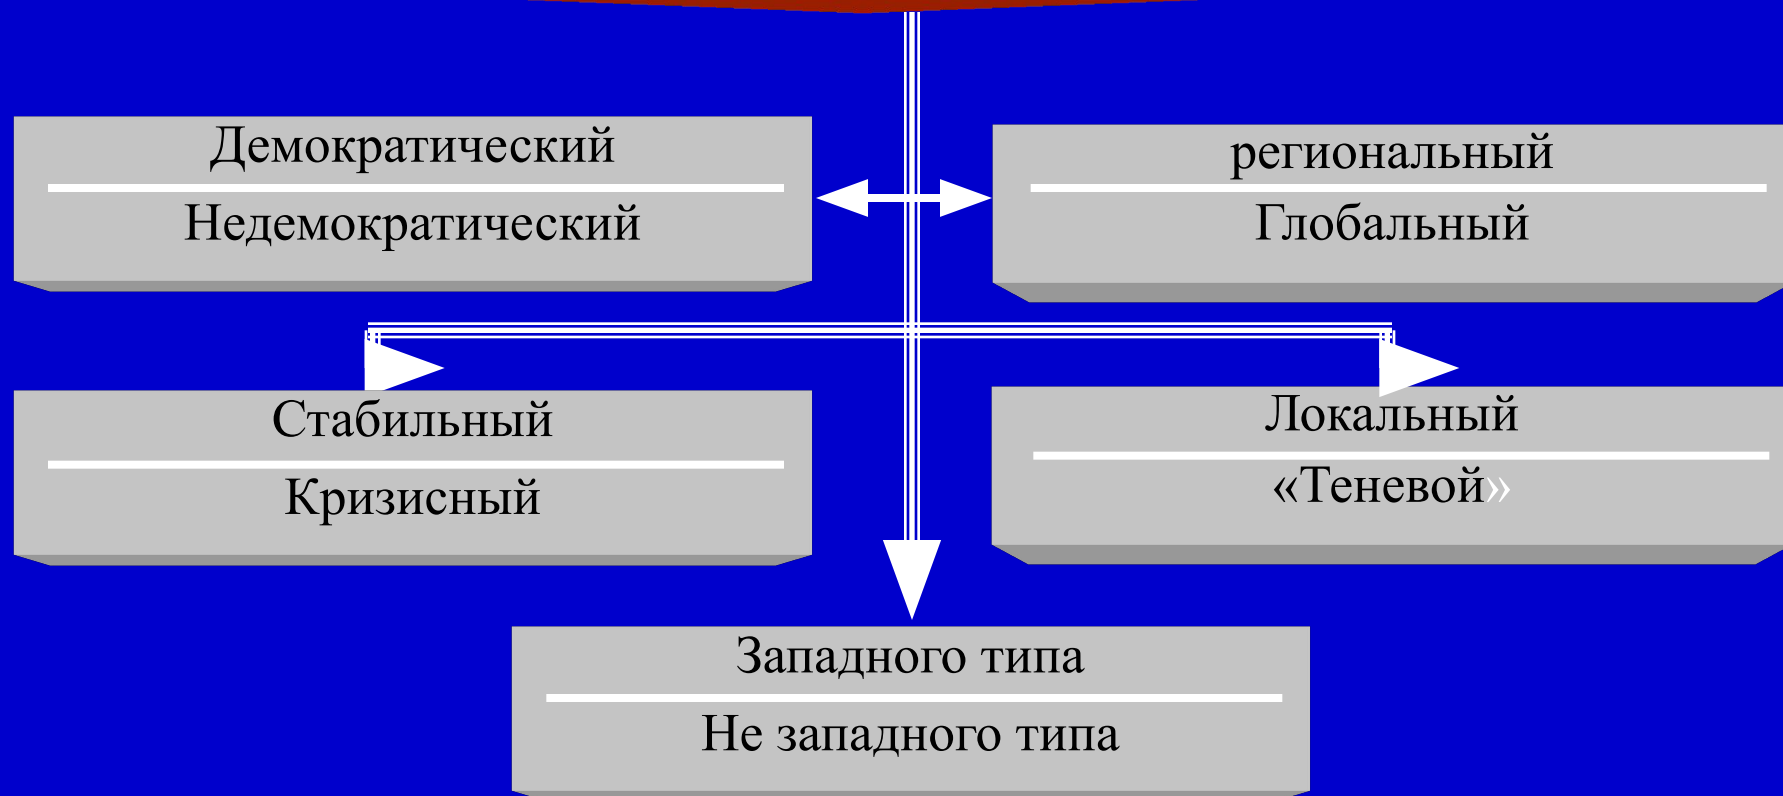 Демократический
Недемократический
региональный
Глобальный
Стабильный
Кризисный
Локальный
«Теневой»
Западного типа
Не западного типа